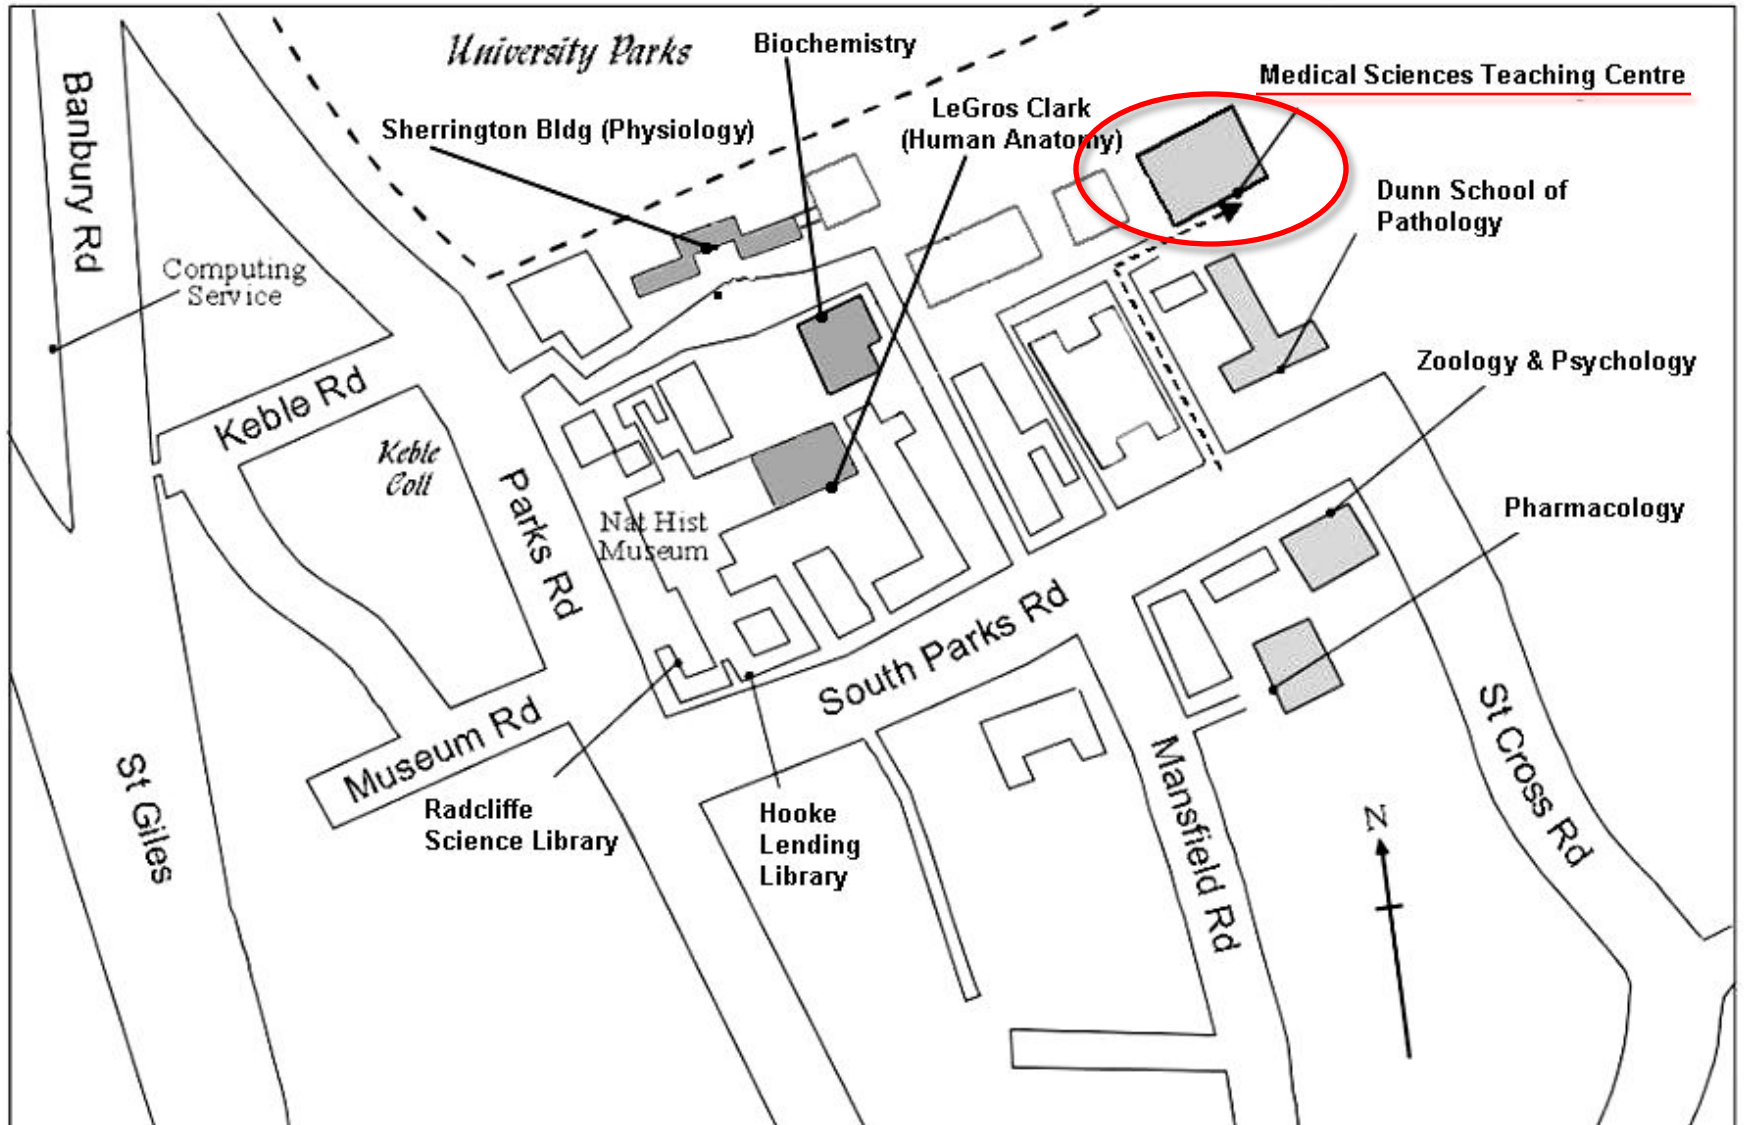 University Parks
Biochemistry
Medical Sciences Teaching Centre
LeGros Clark
(Human Anatomy)
Sherrington Bldg (Physiology)
Banbury Rd
Dunn School of
Pathology
Computing
Service
Zoology & Psychology
Keble Rd
Keble
Coll
Parks Rd
Nat Hist
Museum
Pharmacology
South Parks Rd
Museum Rd
St Giles
Radcliffe
Science Library
Hooke
Lending
Library
Mansfield Rd
St Cross Rd
N